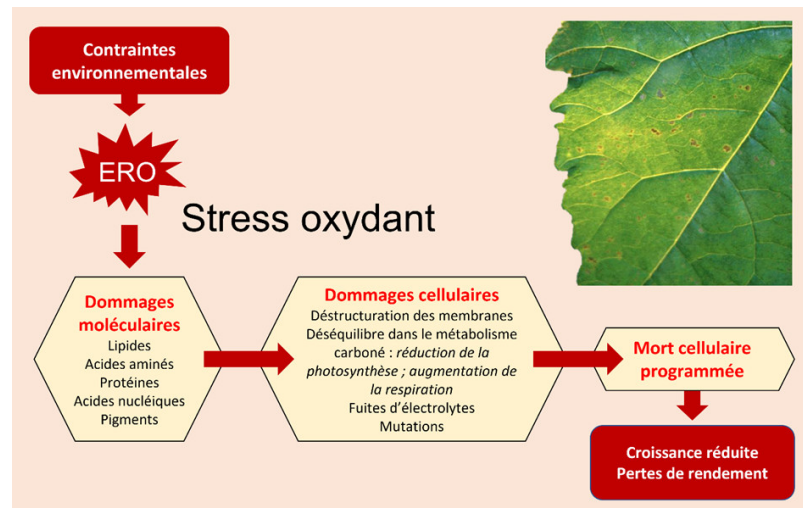 Contraintes
environnementales
ERO
Stress oxydant
Dommages
moléculaires
Lipides
Acides aminés
Protéines
Acides nucléiques
Pigments
Dommages cellulaires
Déstructuration des membranes
Déséquilibre dans le métabolisme
carboné : réduction de la
photosynthèse ; augmentation de
la respiration
Fuites d’électrolytes
Mutations
Mort cellulaire
programmée
Croissance réduite
Pertes de rendement